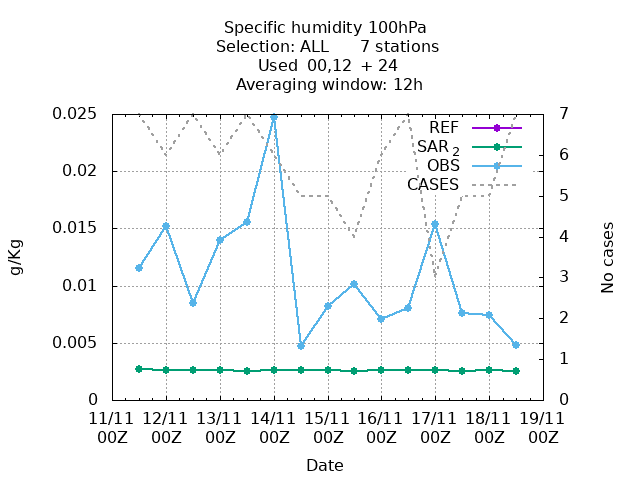 Specific humidity 100hPa
Selection: ALL 7 stations
Used 00,12 + 24
Averaging window: 12h
0.025
0.02
0.015
0.01
0.005
0
7
6
5
4
3
2
1
0
REF
SAR 2
OBS
CASES
g/Kg
No cases
11/11 12/11 13/11 14/11 15/11 16/11 17/11 18/11 19/11
00Z 00Z 00Z 00Z 00Z 00Z 00Z 00Z 00Z
Date